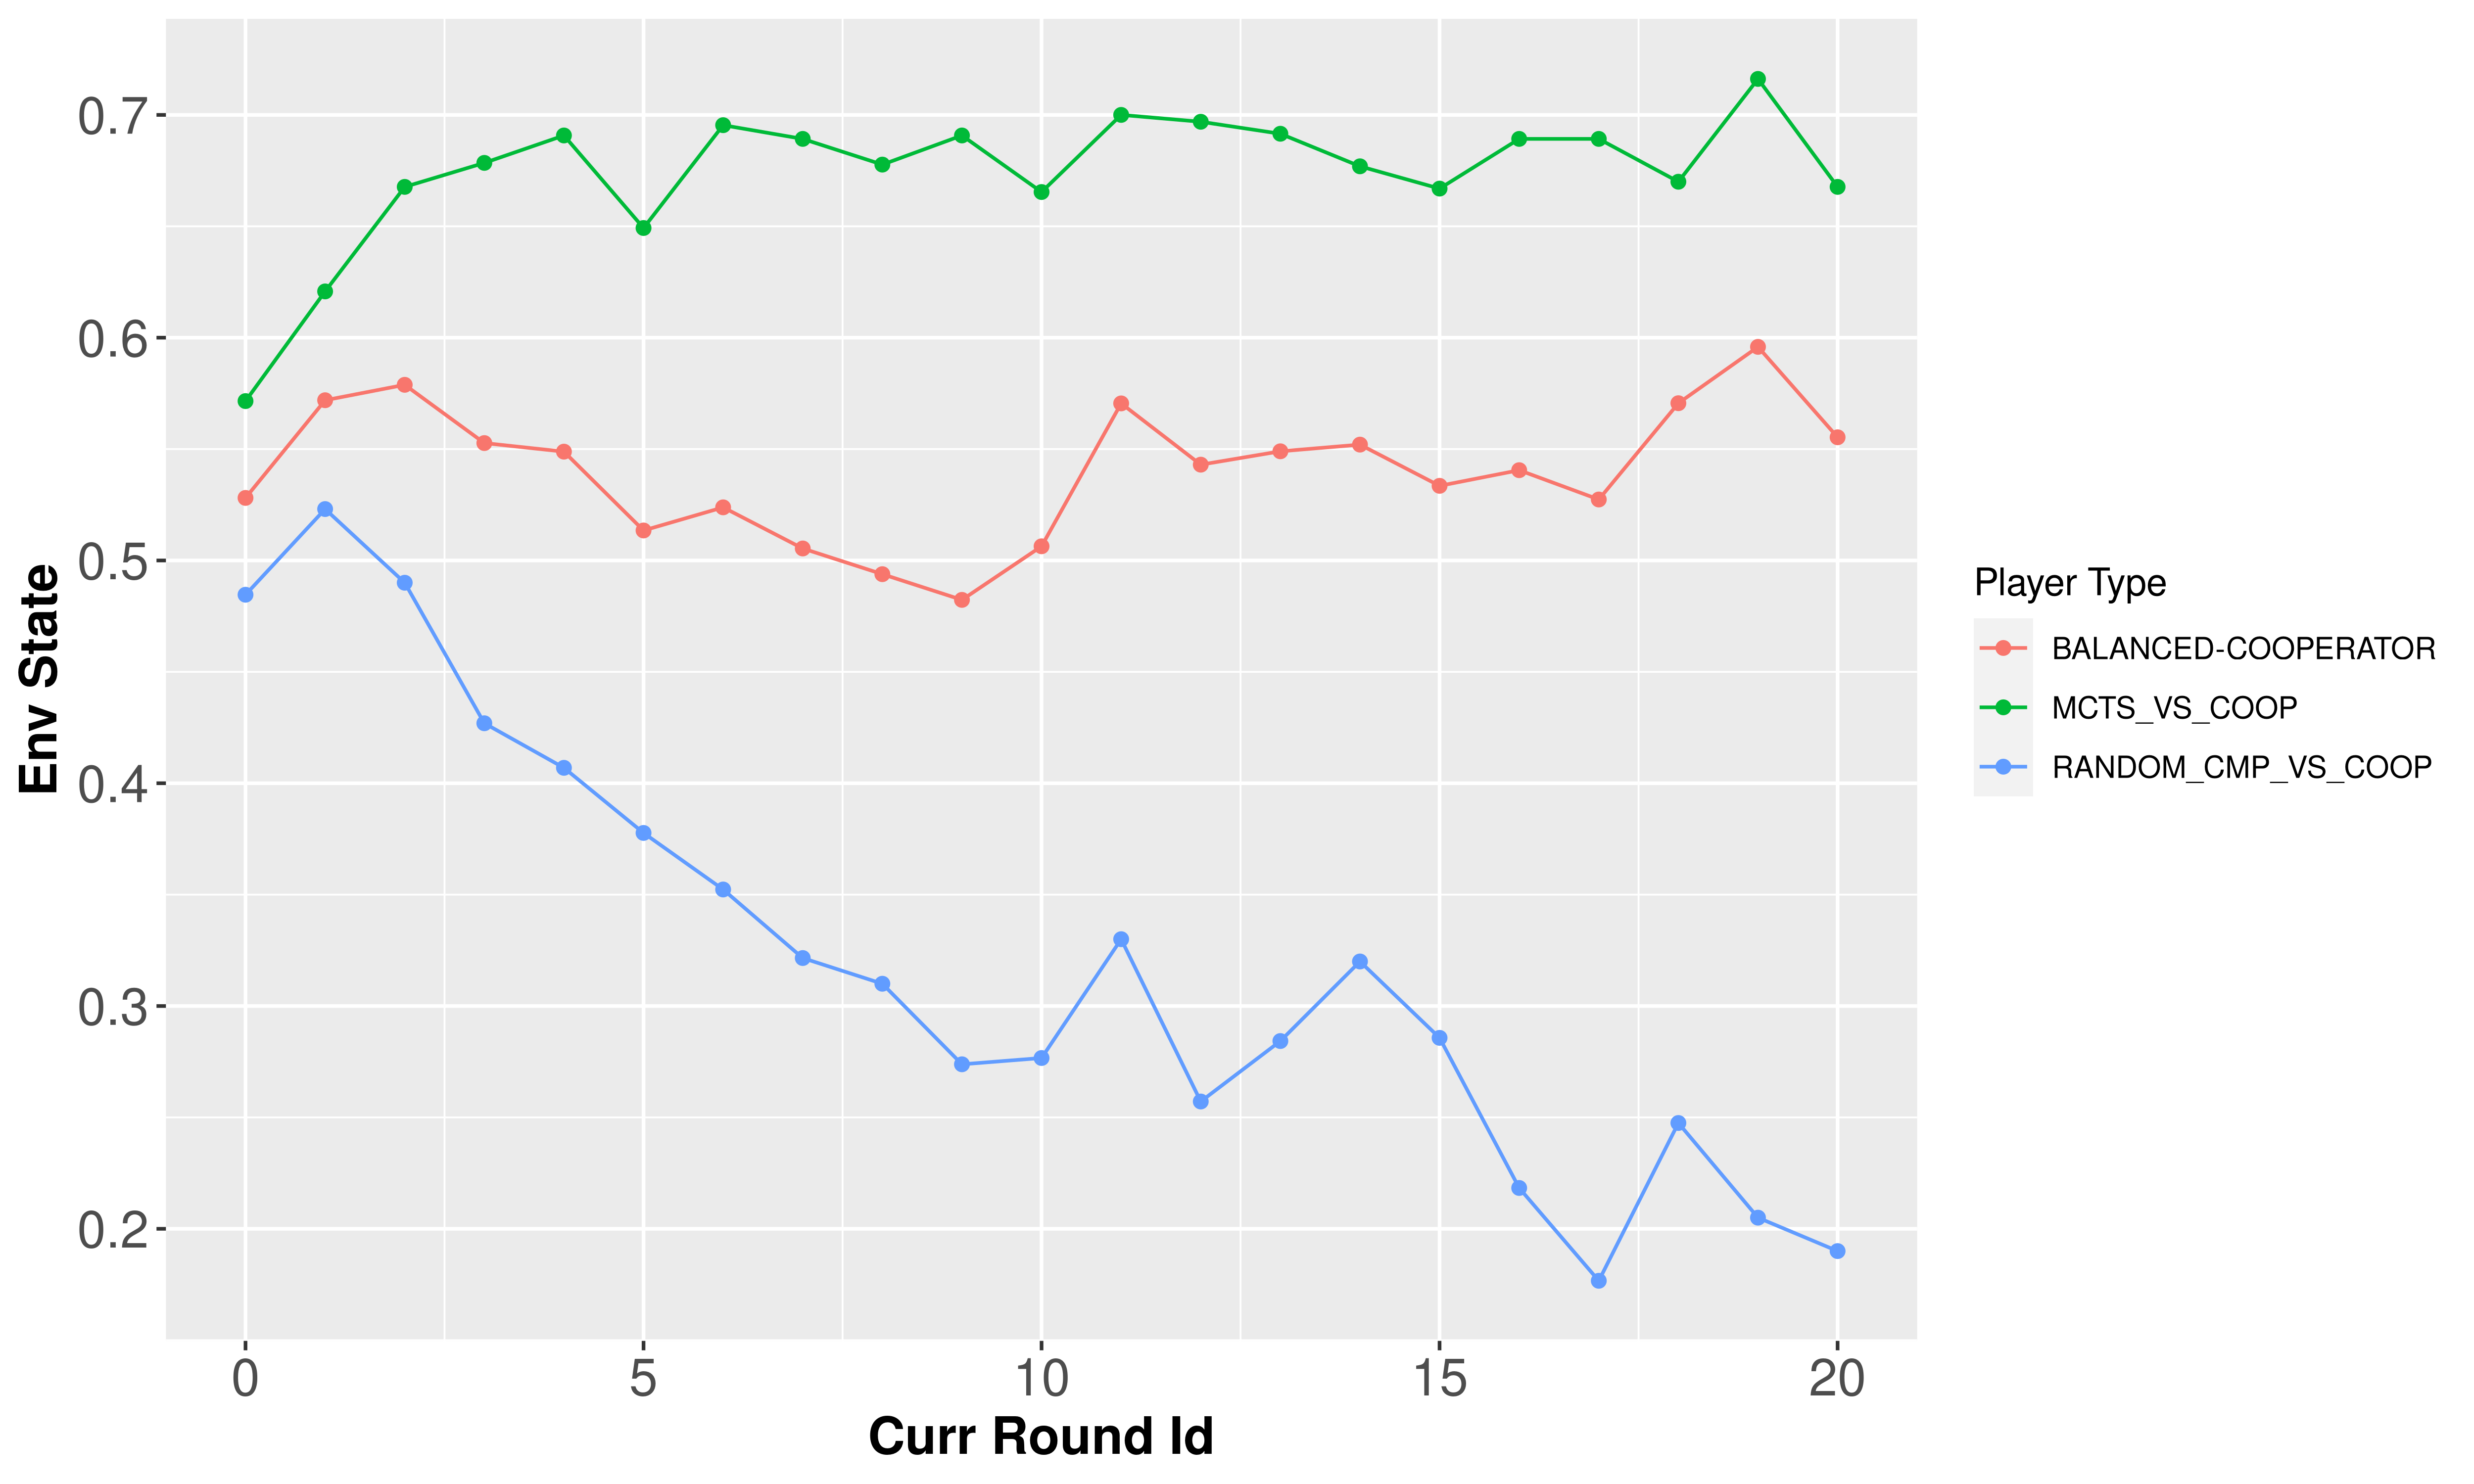 0.7
0.6
0.5
0.4
0.3
0.2
Env State
0
5
10
15
20
Curr Round Id
Player Type
BALANCED-COOPERATOR
MCTS_VS_COOP
RANDOM_CMP_VS_COOP